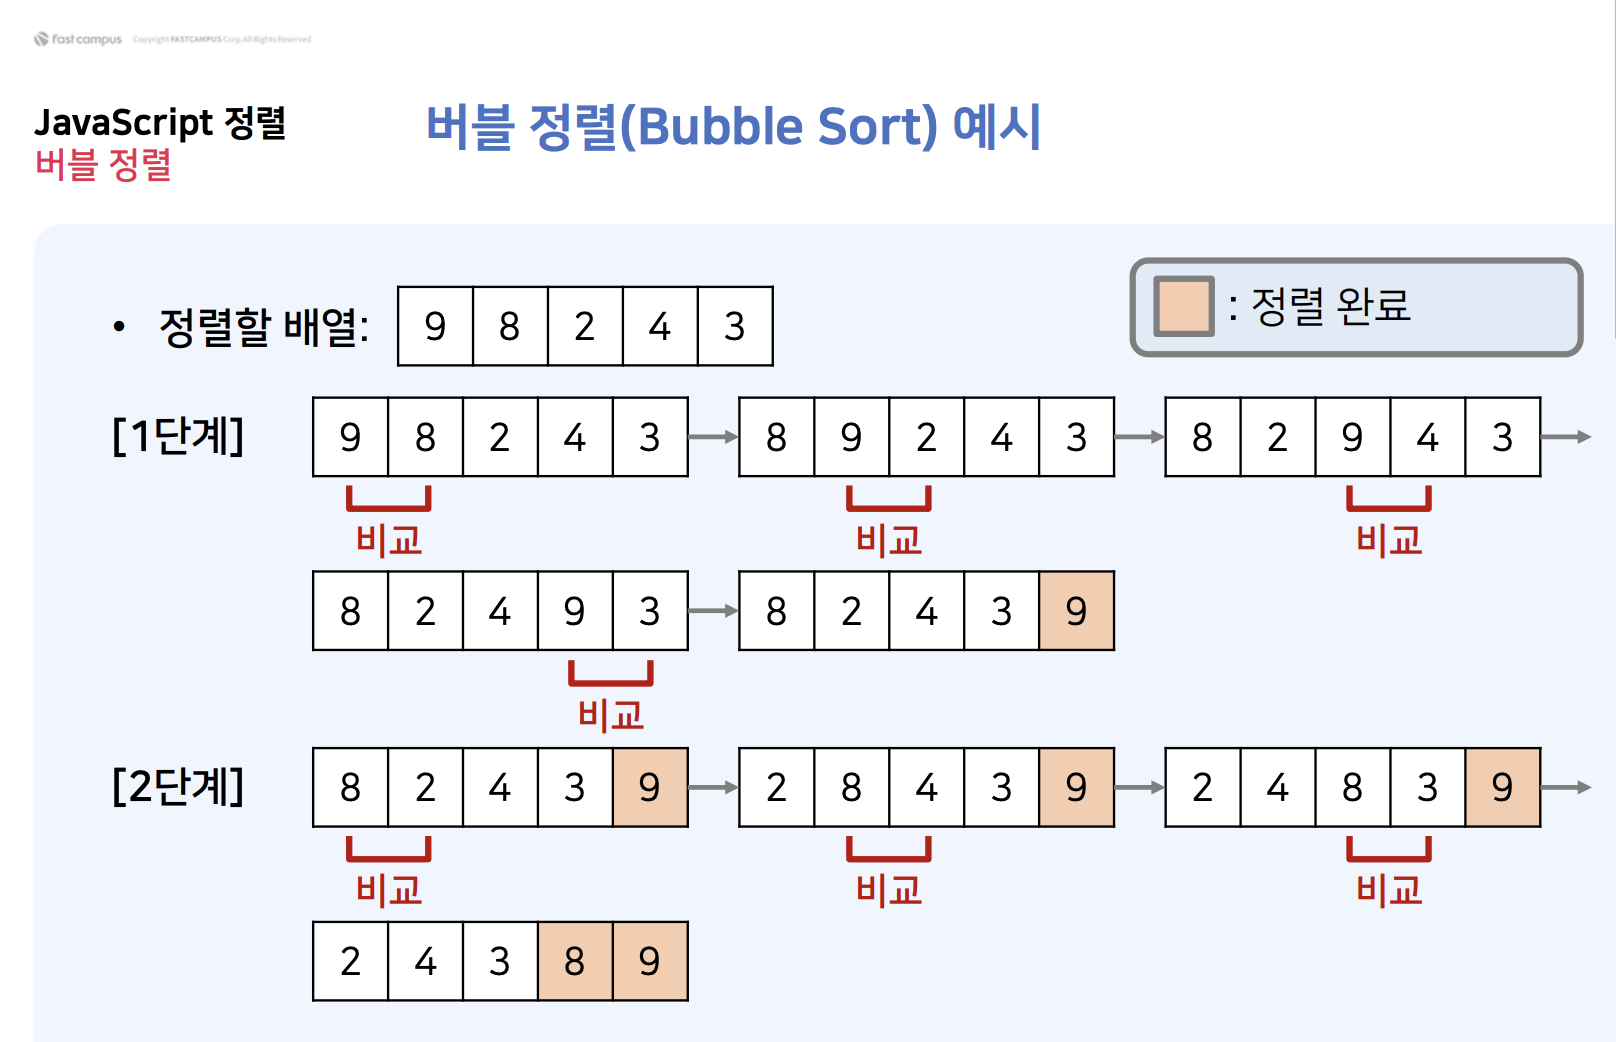 fast campus Copyright FASTCAMPUS Corp. All Rights Reserved
JavaScript 정렬
버블 정렬
버블 정렬(Bubble Sort) 예시
: 정렬 완료
• 정렬할 배열: 9 8 2 4 3
[1단계] 9 8 2 4 3 8 9 2 4 3 8 2 9 4 3
비교 비교 비교
8 2 4 9 3 8 2 4 3 9
비교
[2단계] 8 2 4 3 9 2 8 4 3 9 2 4 8 3 9
비교 비교 비교
2 4 3 8 9